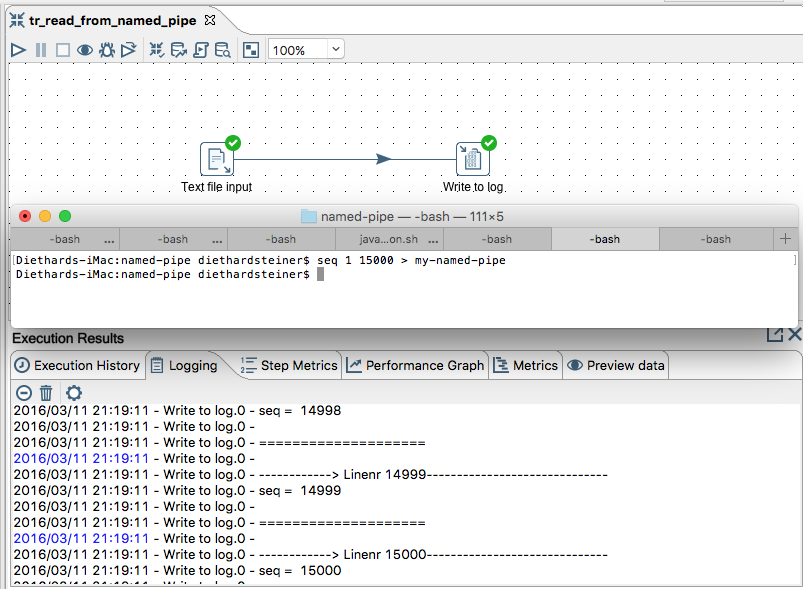 tr_read_from_named_pipe
100%
Text file input
Write to log
named-pipe — -bash — 111×5
-bash ... -bash ... -bash java...on.sh ... -bash -bash -bash
[Diethards-iMac:named-pipe diethardsteiner$ seq 1 15000 > my-named-pipe ]
Diethards-iMac:named-pipe diethardsteiner$
Execution Results
Execution History Logging Step Metrics Performance Graph Metrics Preview data
2016/03/11 21:19:11 - Write to log.0 - seq = 14998
2016/03/11 21:19:11 - Write to log.0 -
2016/03/11 21:19:11 - Write to log.0 - ====================
2016/03/11 21:19:11 - Write to log.0 -
2016/03/11 21:19:11 - Write to log.0 - ------------> Linenr 14999------------------------------
2016/03/11 21:19:11 - Write to log.0 - seq = 14999
2016/03/11 21:19:11 - Write to log.0 -
2016/03/11 21:19:11 - Write to log.0 - ====================
2016/03/11 21:19:11 - Write to log.0 -
2016/03/11 21:19:11 - Write to log.0 - ------------> Linenr 15000------------------------------
2016/03/11 21:19:11 - Write to log.0 - seq = 15000